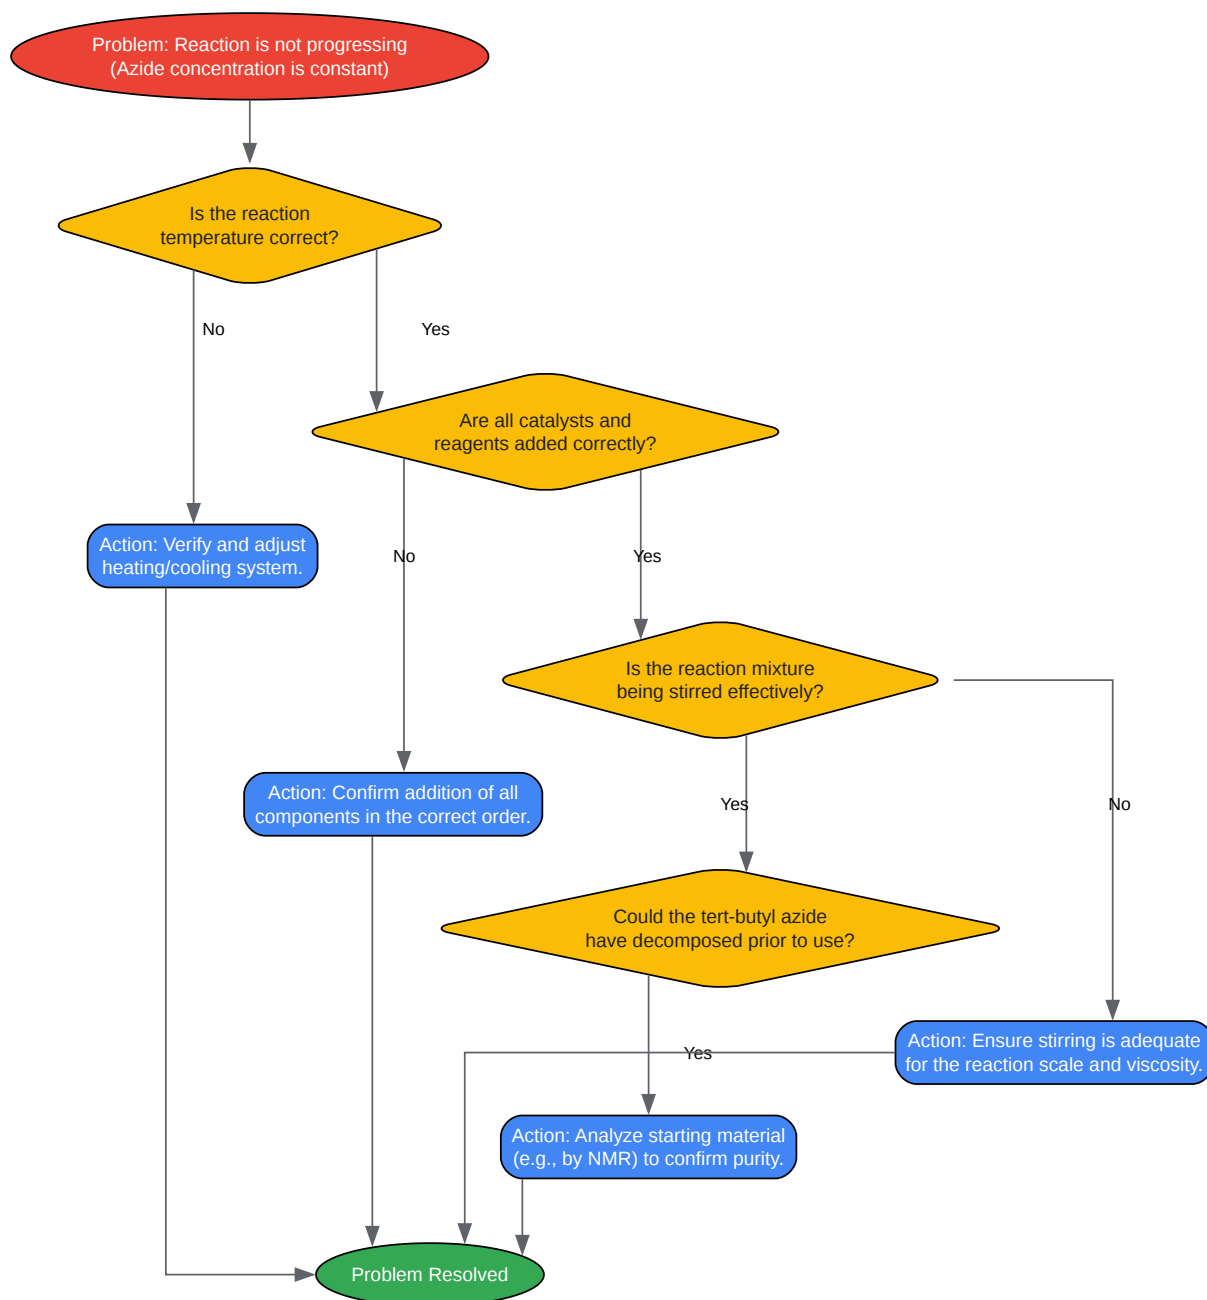 Problem: Reaction is not progressing
(Azide concentration is constant)
Is the reaction
temperature correct?
No
Yes
Are all catalysts and
reagents added correctly?
Action: Verify and adjust
heating/cooling system.
No
Yes
Is the reaction mixture
being stirred effectively?
Action: Confirm addition of all
components in the correct order.
Yes
No
Could the tert-butyl azide
have decomposed prior to use?
Action: Ensure stirring is adequate
for the reaction scale and viscosity.
Yes
Action: Analyze starting material
(e.g., by NMR) to confirm purity.
Problem Resolved